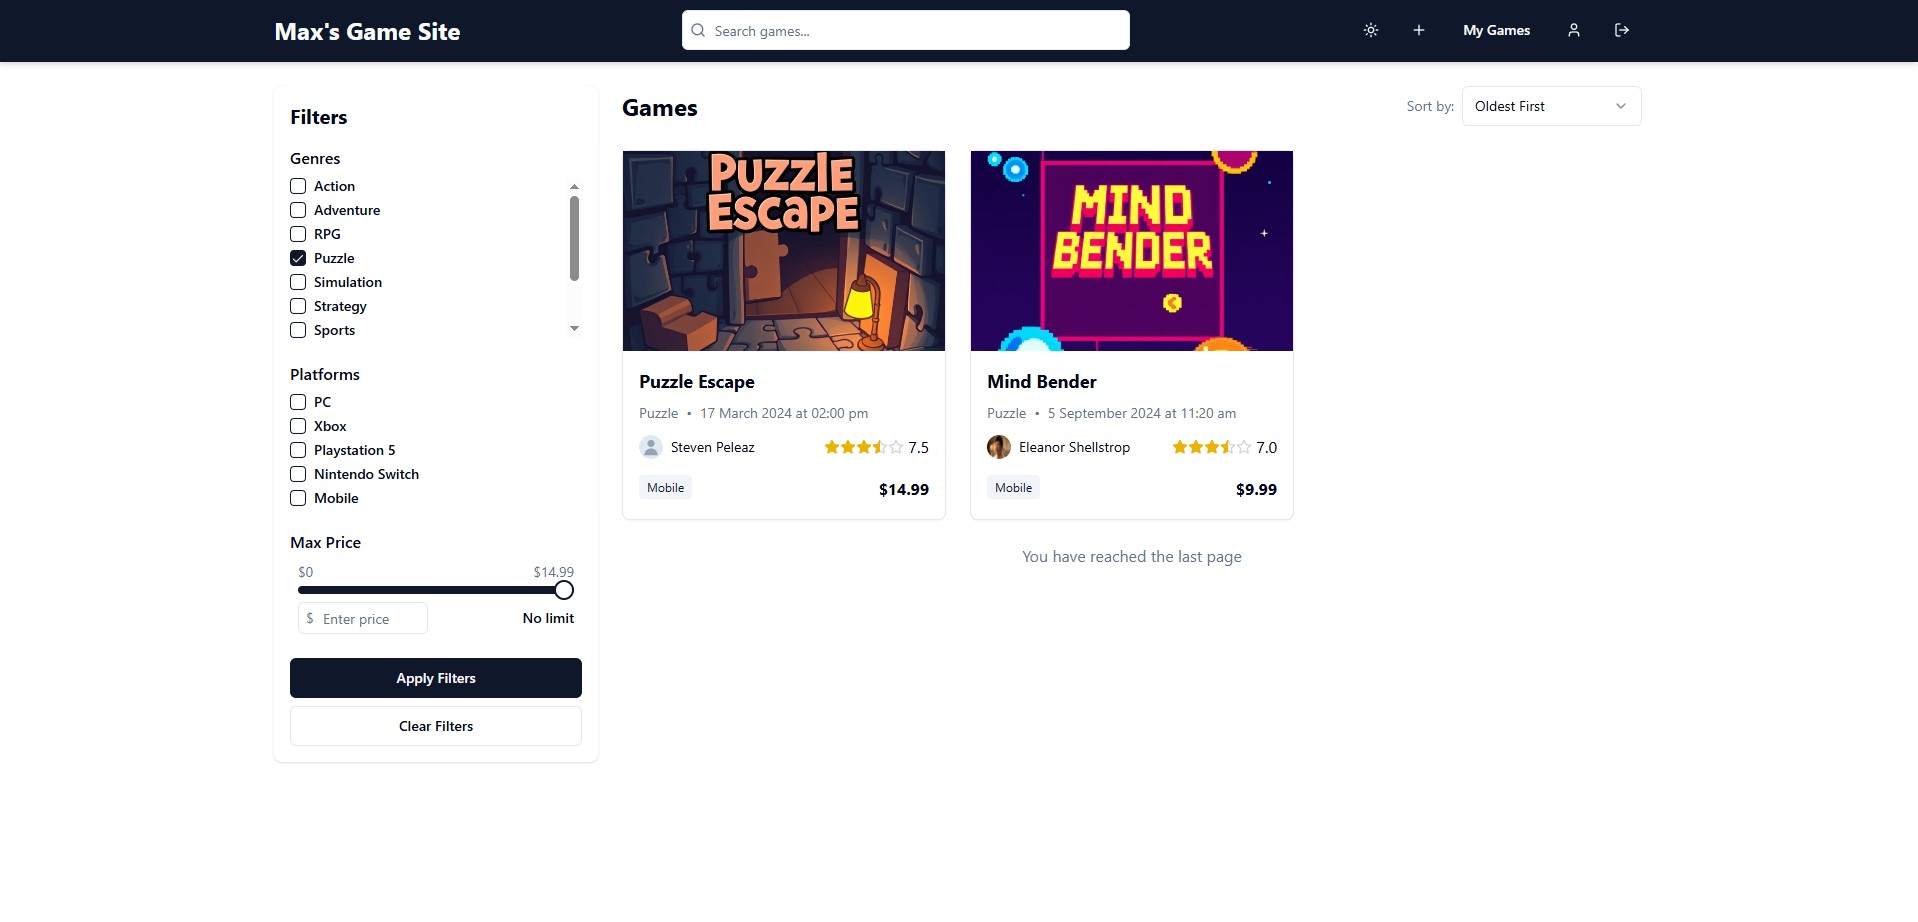 Max's Game Site
Search games...
My Games
Filters
Genres
Action
Adventure
RPG
Puzzle
Simulation
Strategy
Sports
Platforms
PC
Xbox
Playstation 5
Nintendo Switch
Mobile
Max Price
$0 $14.99
$ Enter price No limit
Apply Filters
Clear Filters
Games
Sort by: Oldest First
PUZZLE
ESCAPE
Puzzle Escape
Puzzle • 17 March 2024 at 02:00 pm
Steven Peleaz 7.5
Mobile $14.99
MIND
BENDER
Mind Bender
Puzzle • 5 September 2024 at 11:20 am
Eleanor Shellstrop 7.0
Mobile $9.99
You have reached the last page